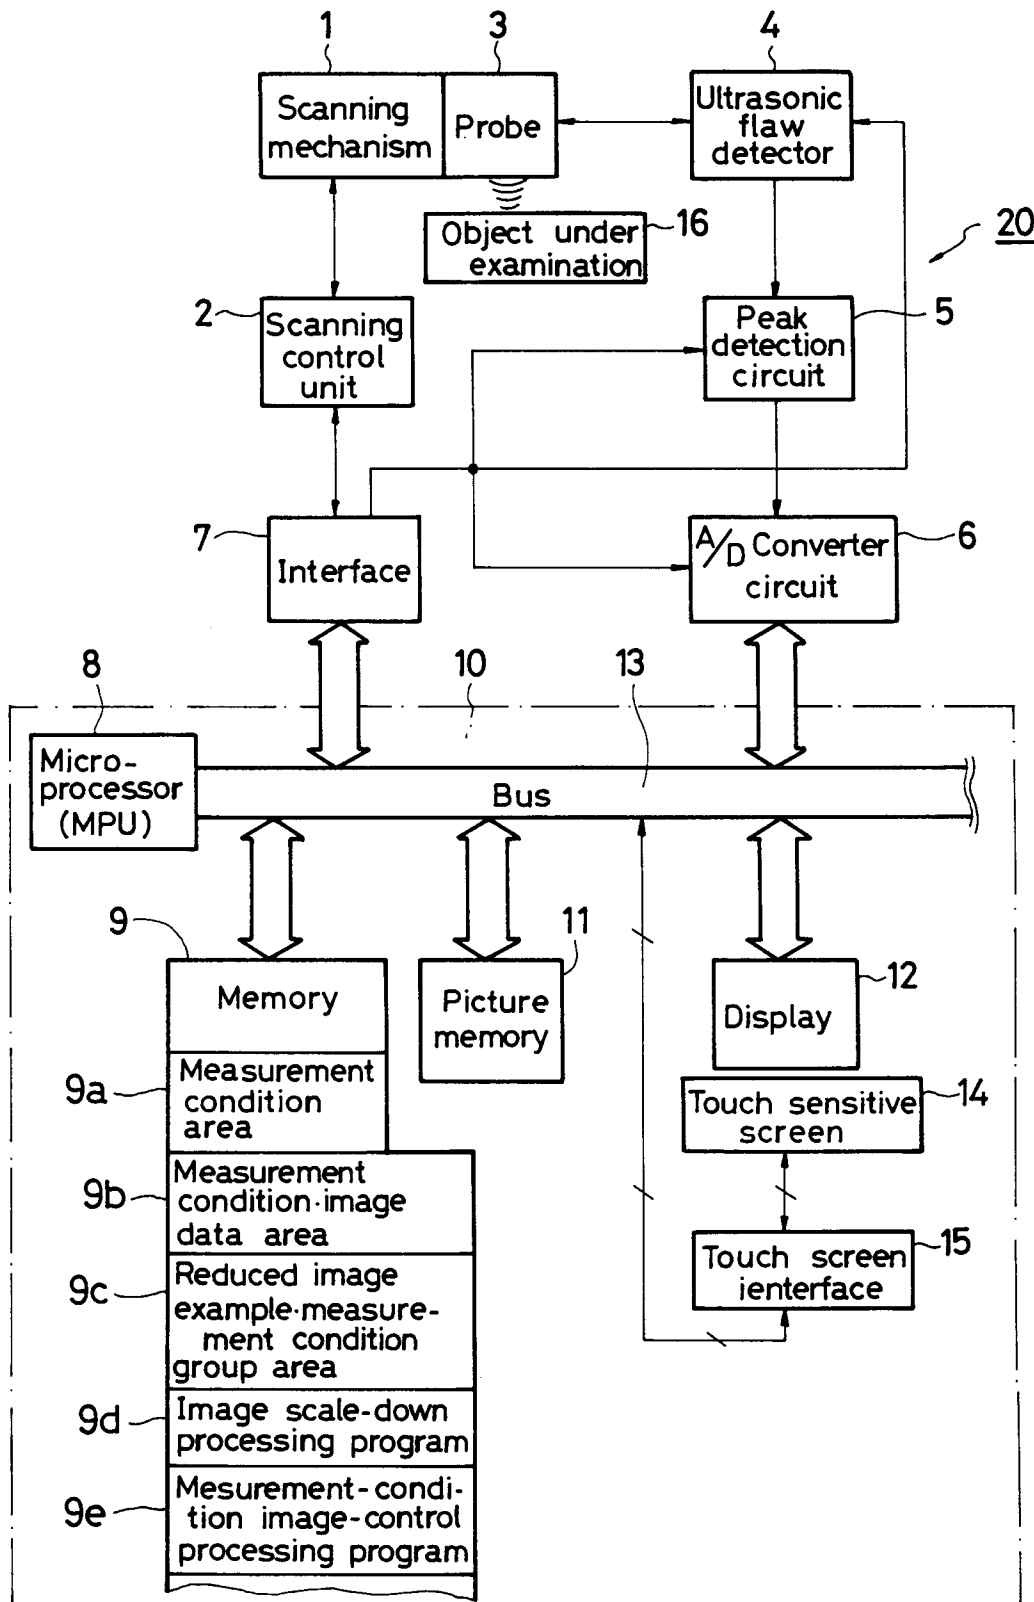 1
3
4
Scanning
mechanism
Probe
Ultrasonic
flaw
detector
16
20
Object under
examination
2
5
Scanning
control
unit
Peak
detection
circuit
7
6
Interface
A/D Converter
circuit
8
10
13
Micro-
processor
(MPU)
Bus
9
11
12
Memory
Picture
memory
Display
9a
Measurement
condition
area
14
Touch sensitive
screen
9b
Measurement
condition·image
data area
15
Touch screen
ienterface
9c
Reduced image
example·measure-
ment condition
group area
9d
Image scale-down
processing program
9e
Mesurement-condi-
tion image-control
processing program